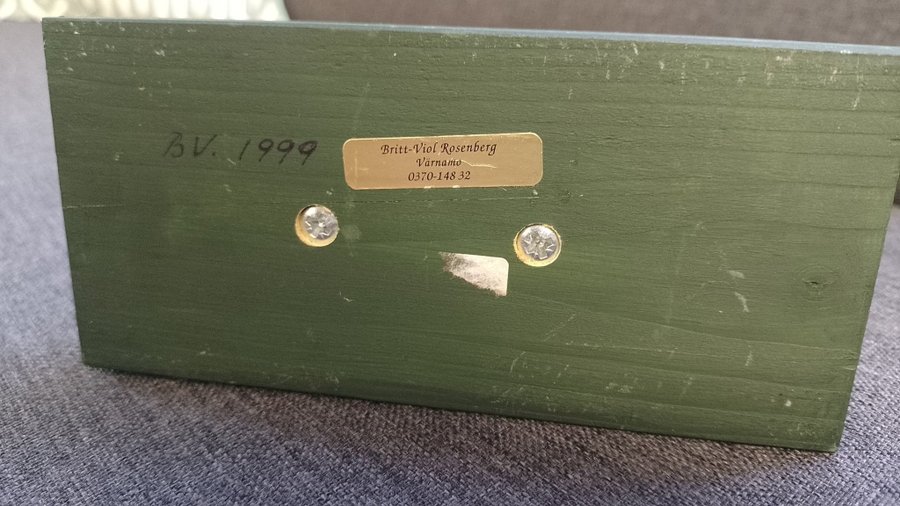 BV. 1999
Britt-Viol Rosenberg
Värnamo
0370-148 32